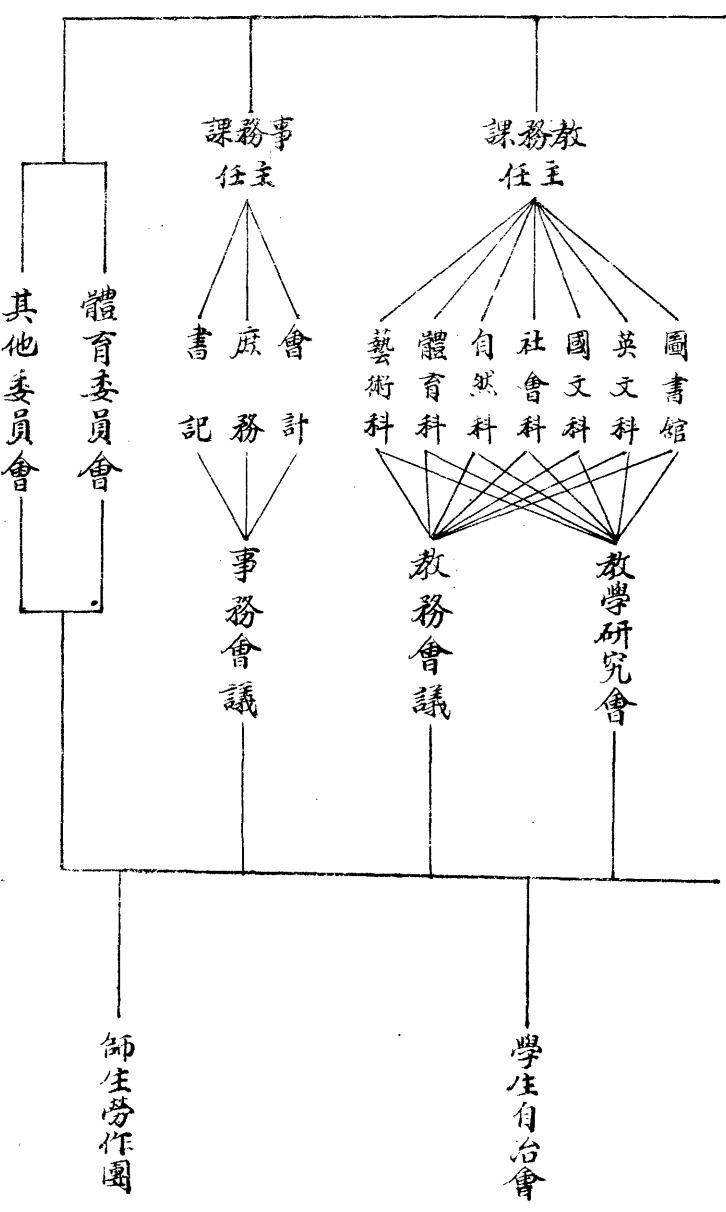 教務課
主任
事務課
主任
圖書館
英文科
國文科
社會科
自然科
體育科
藝術科
會計
庶務
書記
體育委員會
其他委員會
教學研究會
教務會議
事務會議
學生自治會
師生勞作團